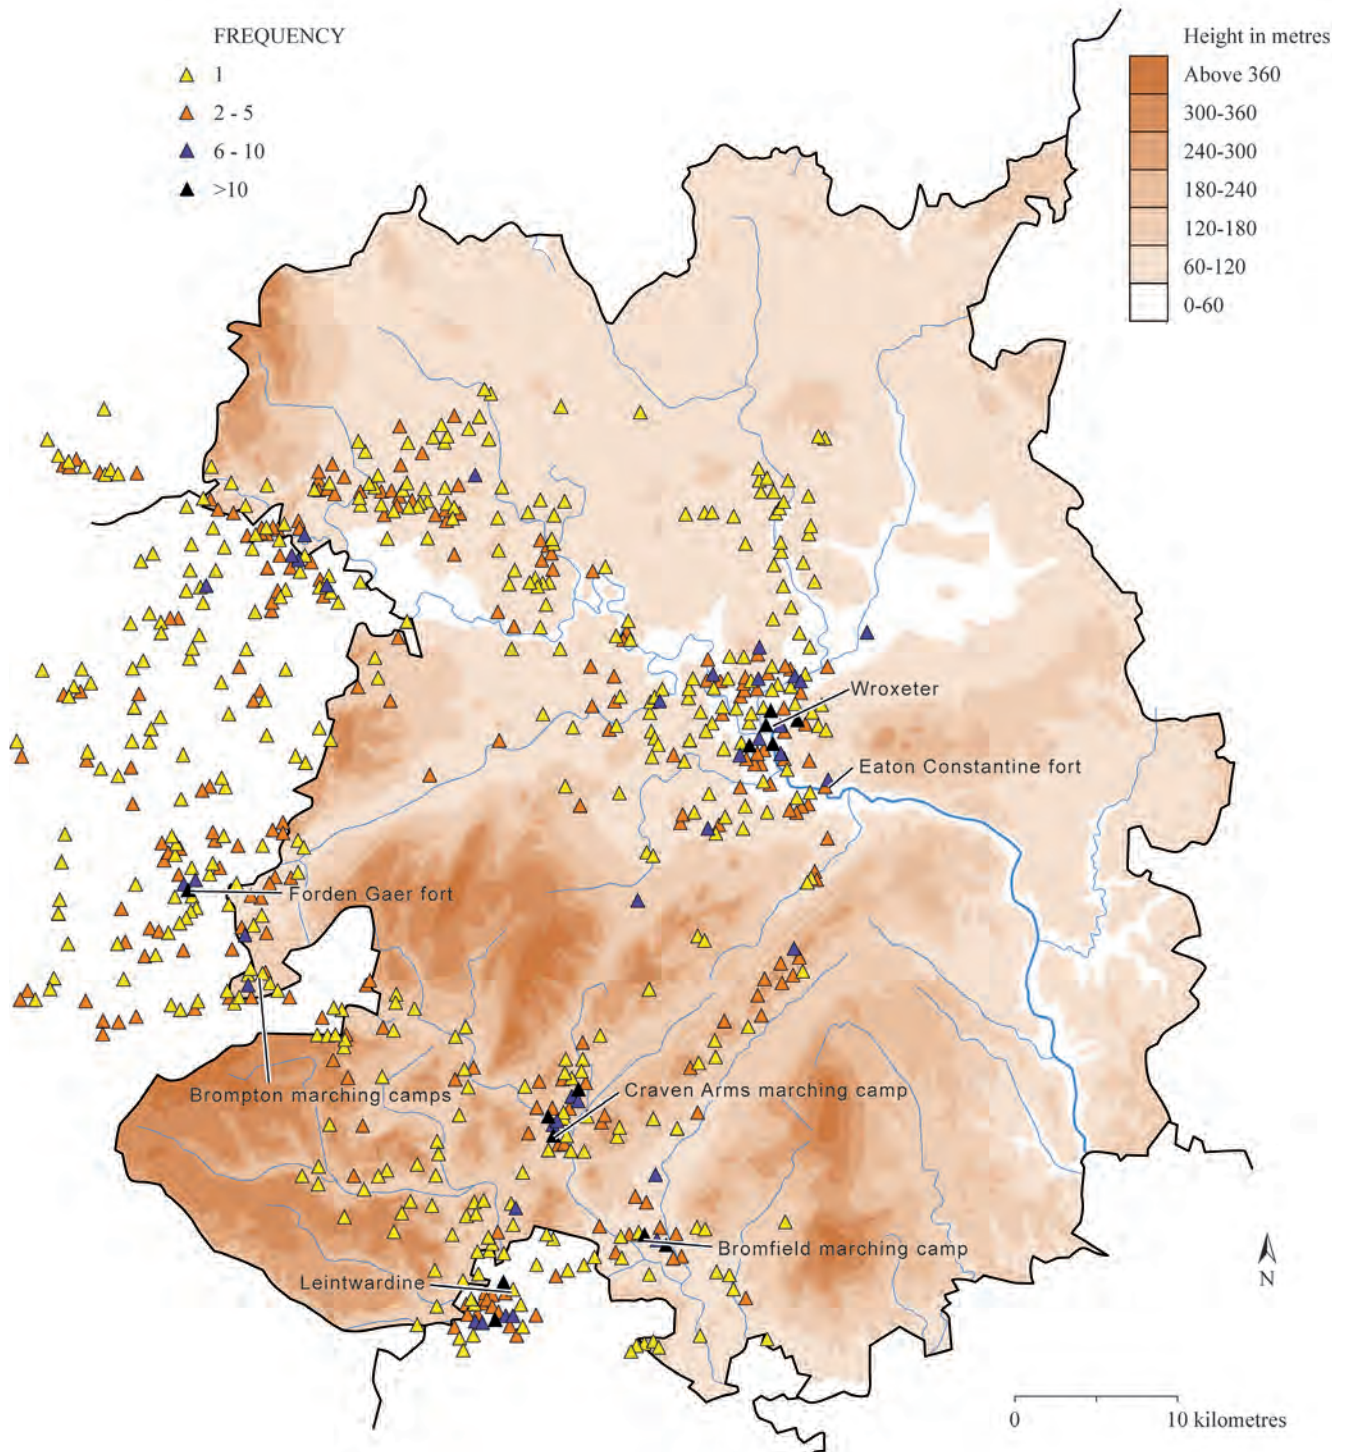 FREQUENCY
1
2 - 5
6 - 10
>10
Height in metres
Above 360
300-360
240-300
180-240
120-180
60-120
0-60
Wroxeter
Eaton Constantine fort
Forden Gaer fort
Brompton marching camps
Craven Arms marching camp
Bromfield marching camp
Leintwardine
N
0 10 kilometres